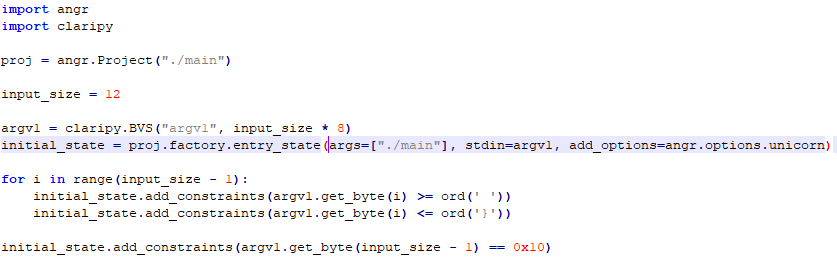 import angr
import claripy
proj = angr.Project("./main")
input_size = 12
argv1 = claripy.BVS("argv1", input_size * 8)
initial_state = proj.factory.entry_state(args=["./main"], stdin=argv1, add_options=angr.options.unicorn)
for i in range(input_size - 1):
    initial_state.add_constraints(argv1.get_byte(i) >= ord(' '))
    initial_state.add_constraints(argv1.get_byte(i) <= ord('}'))
initial_state.add_constraints(argv1.get_byte(input_size - 1) == 0x10)